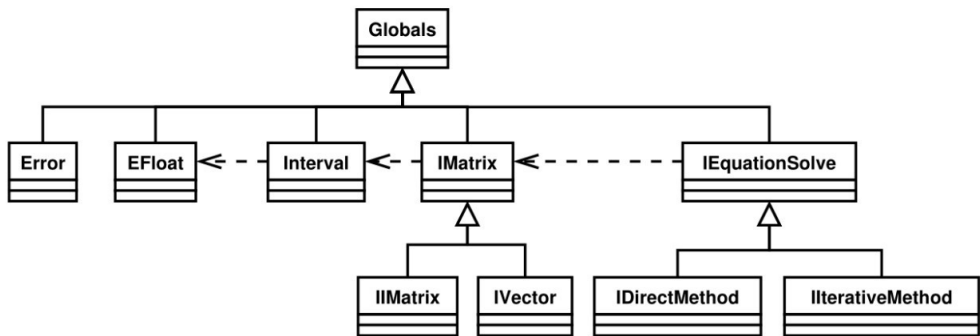 Globals
Error
EFloat
Interval
IMatrix
IEquationSolve
IIMatrix
IVector
IDirectMethod
IIterativeMethod